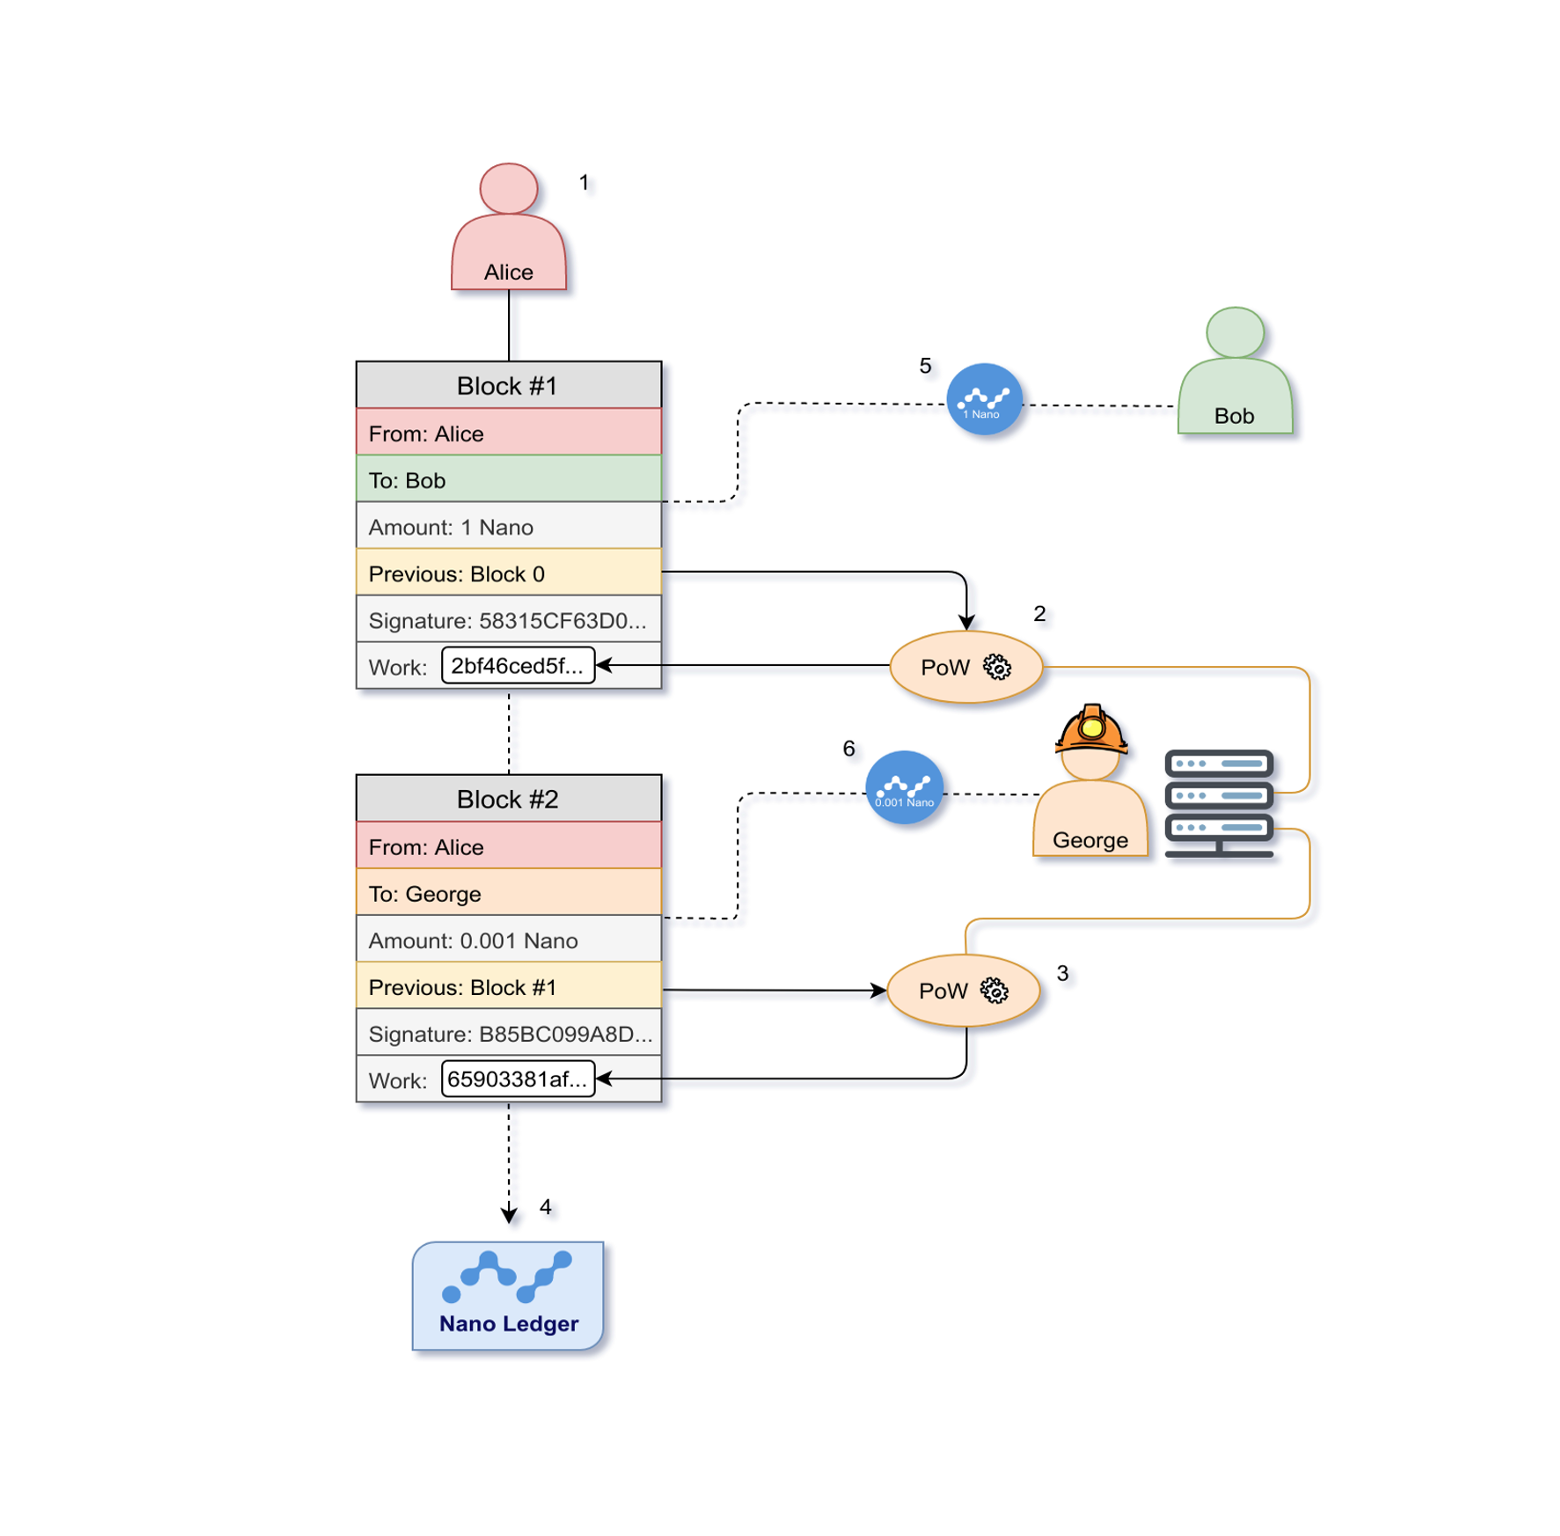 1
Alice
Block #1
From: Alice
To: Bob
Amount: 1 Nano
Previous: Block 0
Signature: 58315CF63D0...
Work: 2bf46ced5f...
5
1 Nano
Bob
2
PoW
Block #2
From: Alice
To: George
Amount: 0.001 Nano
Previous: Block #1
Signature: B85BC099A8D...
Work: 65903381af...
6
0.001 Nano
George
PoW
3
4
Nano Ledger